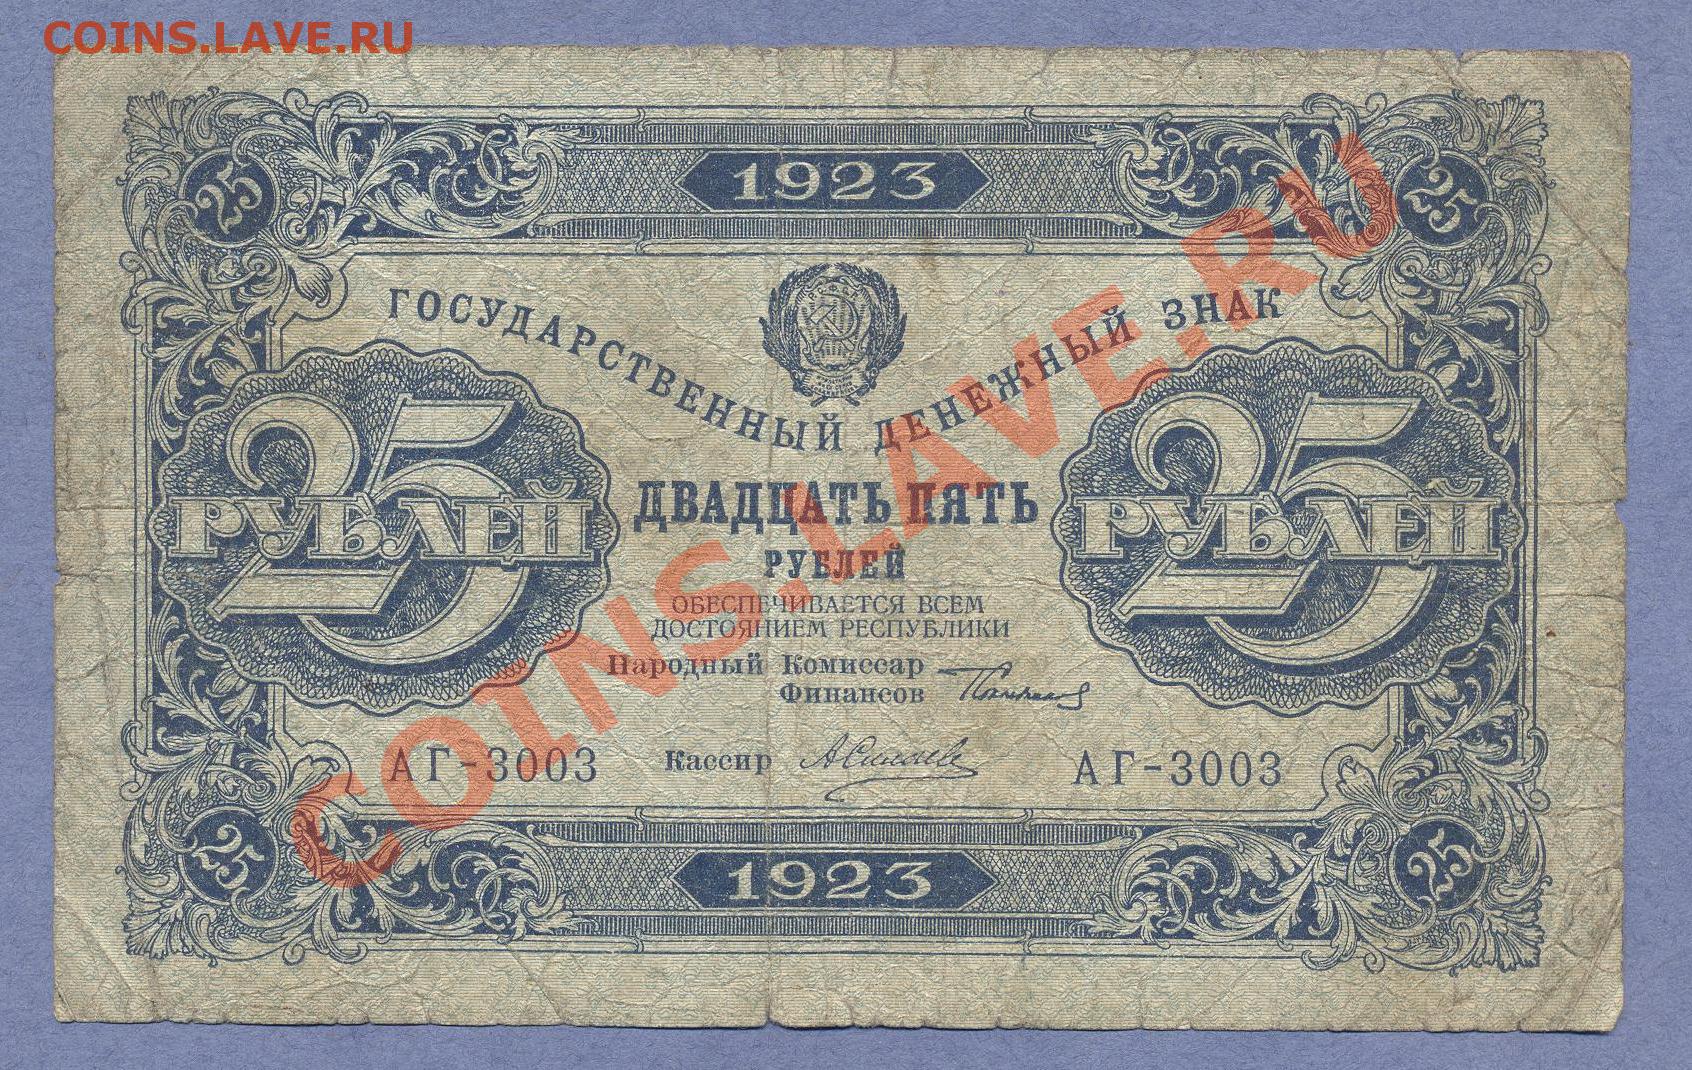 COINS.LAVE.RU
1923
25
25
ГОСУДАРСТВЕННЫЙ ДЕНЕЖНЫЙ ЗНАК
25 РУБЛЕЙ
ДВАДЦАТЬ ПЯТЬ
РУБЛЕЙ
25 РУБЛЕЙ
ОБЕСПЕЧИВАЕТСЯ ВСЕМ
ДОСТОЯНИЕМ РЕСПУБЛИКИ
Народный Комиссар
Финансов
АГ-3003
Кассир
АГ-3003
25
1923
25
COINS.LAVE.RU